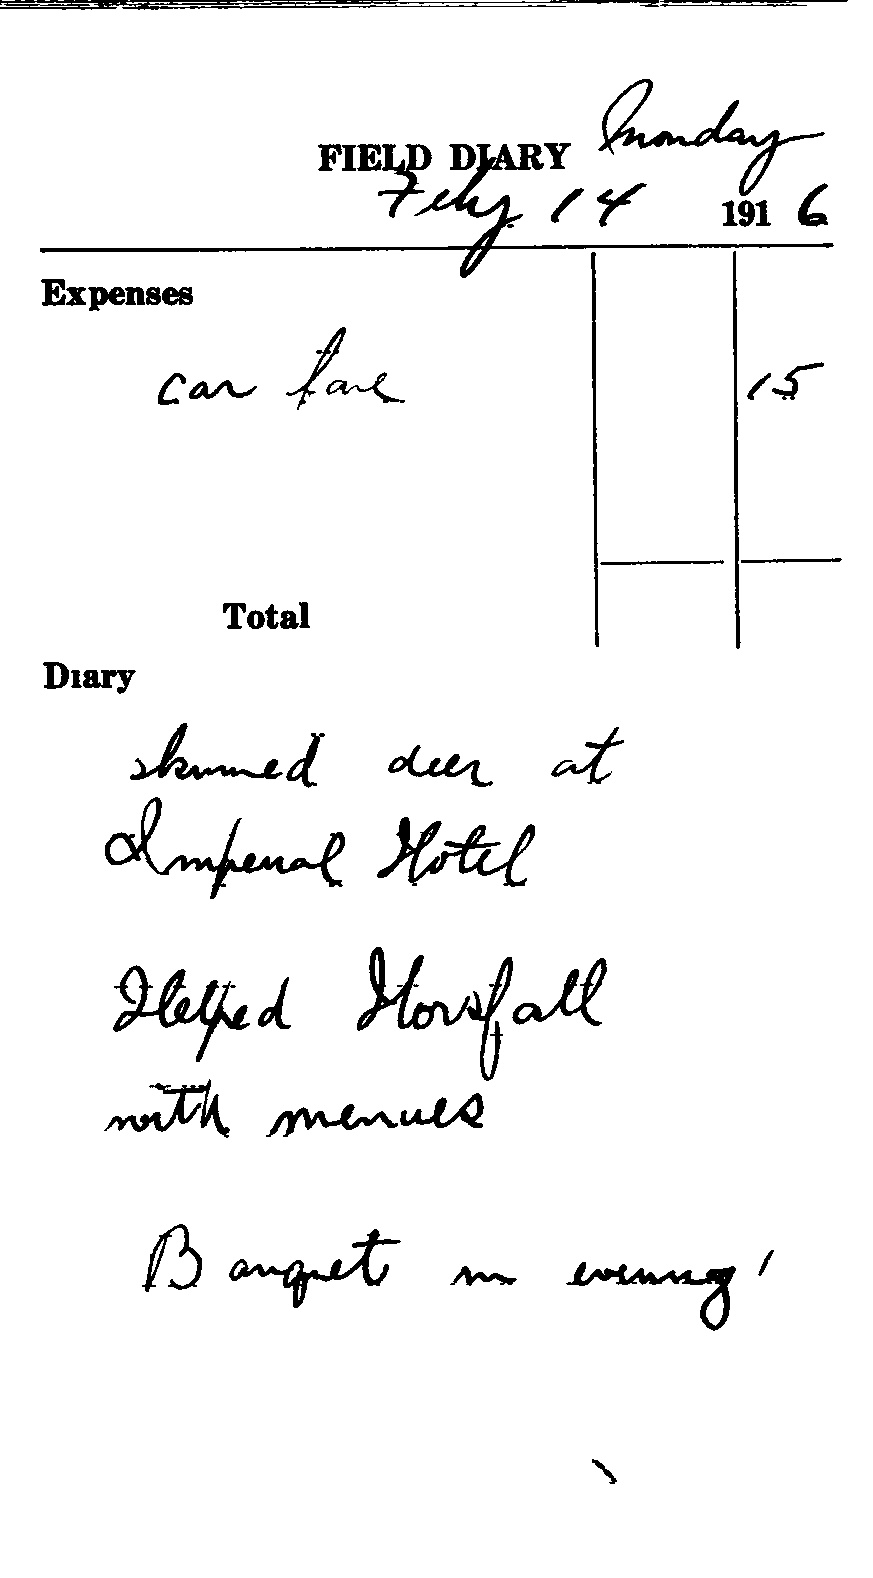 FIELD DIARY Monday
Feby 14 1916
Expenses
car fare 15
Total
Diary
skinned deer at
Imperial Hotel
Helped Horsfall
with menues
Banquet in evening